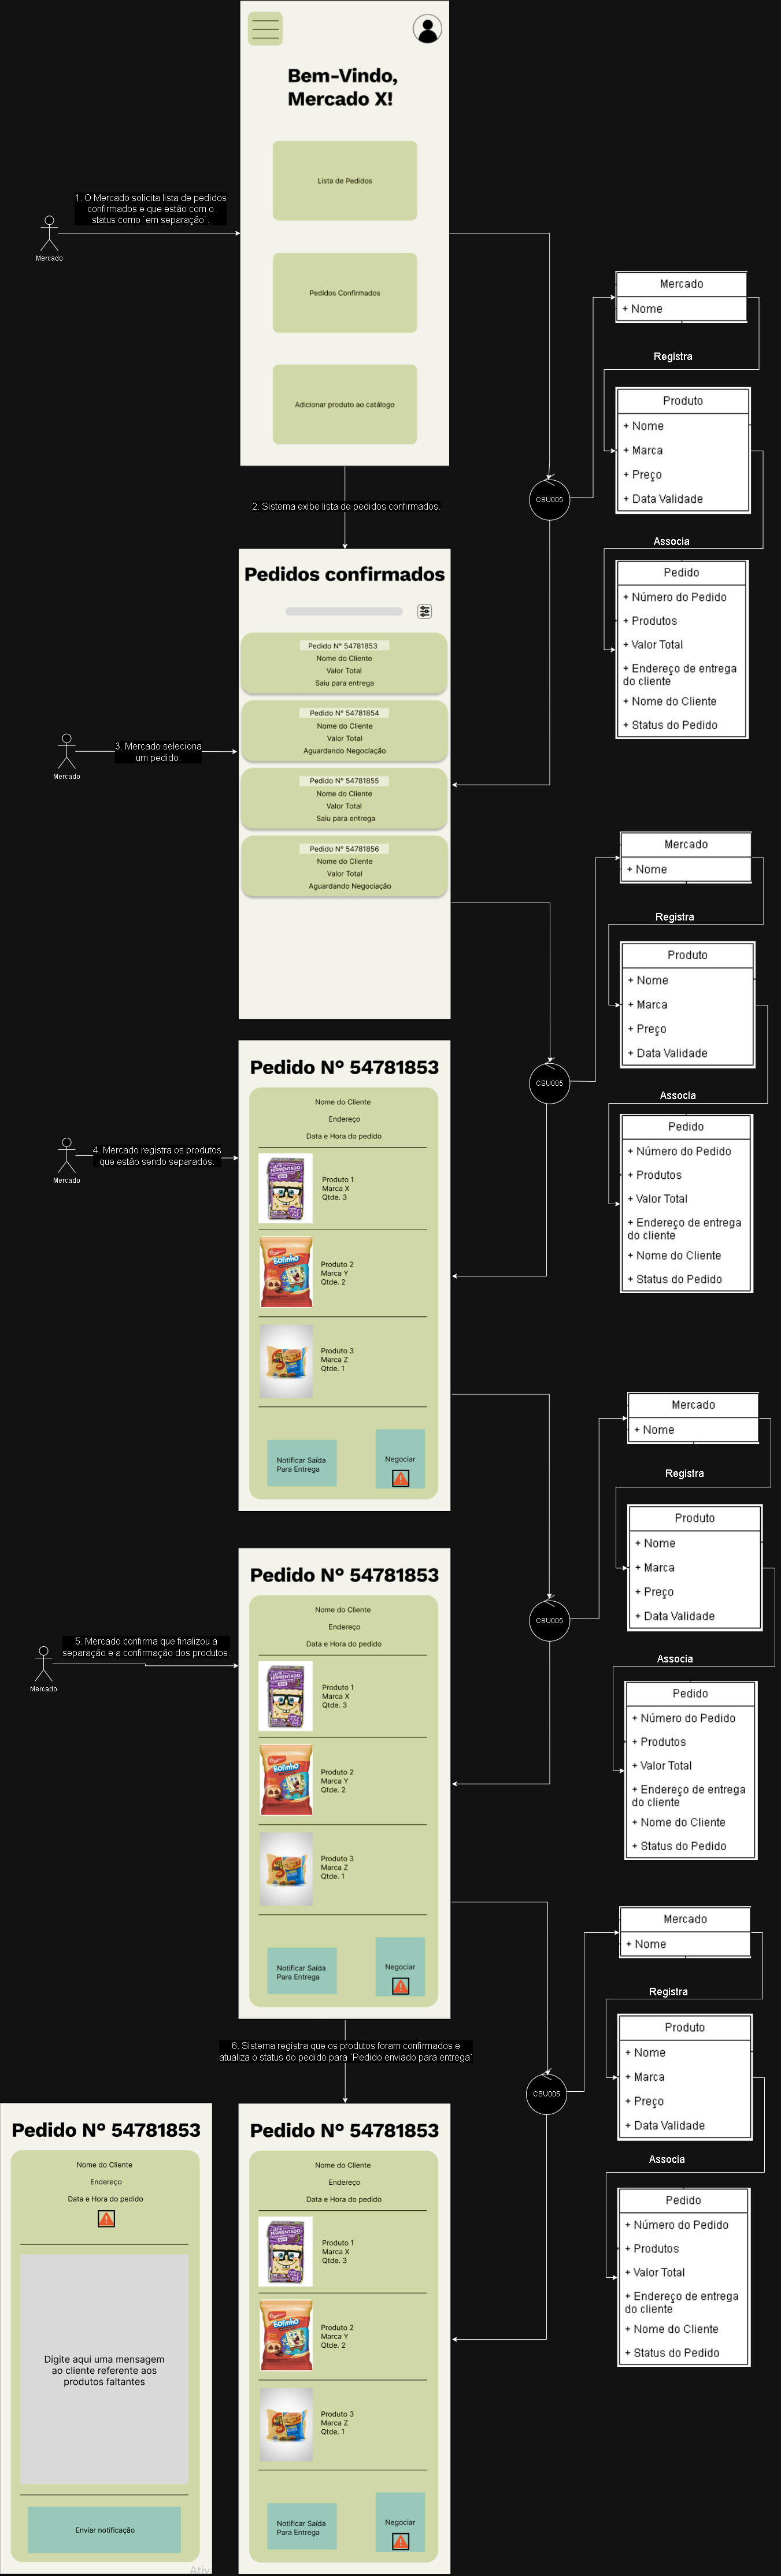 Bem-Vindo,
Mercado X!
Lista de Pedidos
1. O Mercado solicita lista de pedidos
confirmados e que estão com o
status como `em separação`.
Mercado
Pedidos Confirmados
Adicionar produto ao catálogo
Mercado
+ Nome
Registra
Produto
+ Nome
+ Marca
+ Preço
+ Data Validade
CSU005
2. Sistema exibe lista de pedidos confirmados.
Associa
Pedido
+ Número do Pedido
+ Produtos
+ Valor Total
+ Endereço de entrega
do cliente
+ Nome do Cliente
+ Status do Pedido
Pedidos confirmados
Pedido N° 54781853
Nome do Cliente
Valor Total
Saiu para entrega
Pedido N° 54781854
Nome do Cliente
Valor Total
Aguardando Negociação
3. Mercado seleciona
um pedido.
Mercado
Pedido N° 54781855
Nome do Cliente
Valor Total
Saiu para entrega
Pedido N° 54781856
Nome do Cliente
Valor Total
Aguardando Negociação
Mercado
+ Nome
Registra
Produto
+ Nome
+ Marca
+ Preço
+ Data Validade
CSU005
Associa
Pedido
+ Número do Pedido
+ Produtos
+ Valor Total
+ Endereço de entrega
do cliente
+ Nome do Cliente
+ Status do Pedido
Pedido N° 54781853
Nome do Cliente
Endereço
Data e Hora do pedido
4. Mercado registra os produtos
que estão sendo separados.
Mercado
LEITE
FERMENTADO
Produto 1
Marca X
Qtde. 3
Bolinho
Produto 2
Marca Y
Qtde. 2
Produto 3
Marca Z
Qtde. 1
Notificar Saída
Para Entrega
Negociar
Mercado
+ Nome
Registra
Produto
+ Nome
+ Marca
+ Preço
+ Data Validade
CSU005
Associa
Pedido
+ Número do Pedido
+ Produtos
+ Valor Total
+ Endereço de entrega
do cliente
+ Nome do Cliente
+ Status do Pedido
Pedido N° 54781853
Nome do Cliente
Endereço
Data e Hora do pedido
5. Mercado confirma que finalizou a
separação e a confirmação dos produtos.
Mercado
LEITE
FERMENTADO
Produto 1
Marca X
Qtde. 3
Bolinho
Produto 2
Marca Y
Qtde. 2
Produto 3
Marca Z
Qtde. 1
Notificar Saída
Para Entrega
Negociar
Mercado
+ Nome
Registra
Produto
+ Nome
+ Marca
+ Preço
+ Data Validade
CSU005
Associa
Pedido
+ Número do Pedido
+ Produtos
+ Valor Total
+ Endereço de entrega
do cliente
+ Nome do Cliente
+ Status do Pedido
6. Sistema registra que os produtos foram confirmados e
atualiza o status do pedido para `Pedido enviado para entrega`
Pedido N° 54781853
Nome do Cliente
Endereço
Data e Hora do pedido
Digite aqui uma mensagem
ao cliente referente aos
produtos faltantes
Enviar notificação
Ativ
Pedido N° 54781853
Nome do Cliente
Endereço
Data e Hora do pedido
LEITE
FERMENTADO
Produto 1
Marca X
Qtde. 3
Bolinho
Produto 2
Marca Y
Qtde. 2
Produto 3
Marca Z
Qtde. 1
Notificar Saída
Para Entrega
Negociar